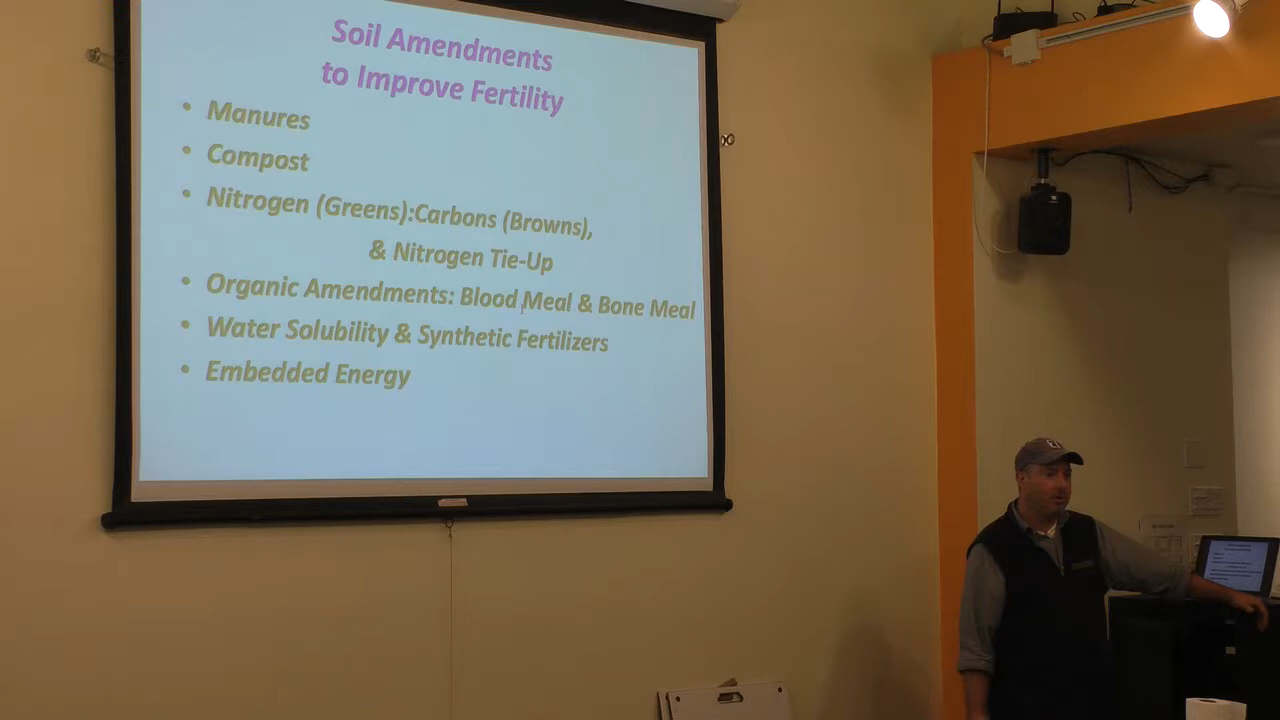 Soil Amendments
to Improve Fertility
• Manures
• Compost
• Nitrogen (Greens):Carbons (Browns),
& Nitrogen Tie-Up
• Organic Amendments: Blood Meal & Bone Meal
• Water Solubility & Synthetic Fertilizers
• Embedded Energy